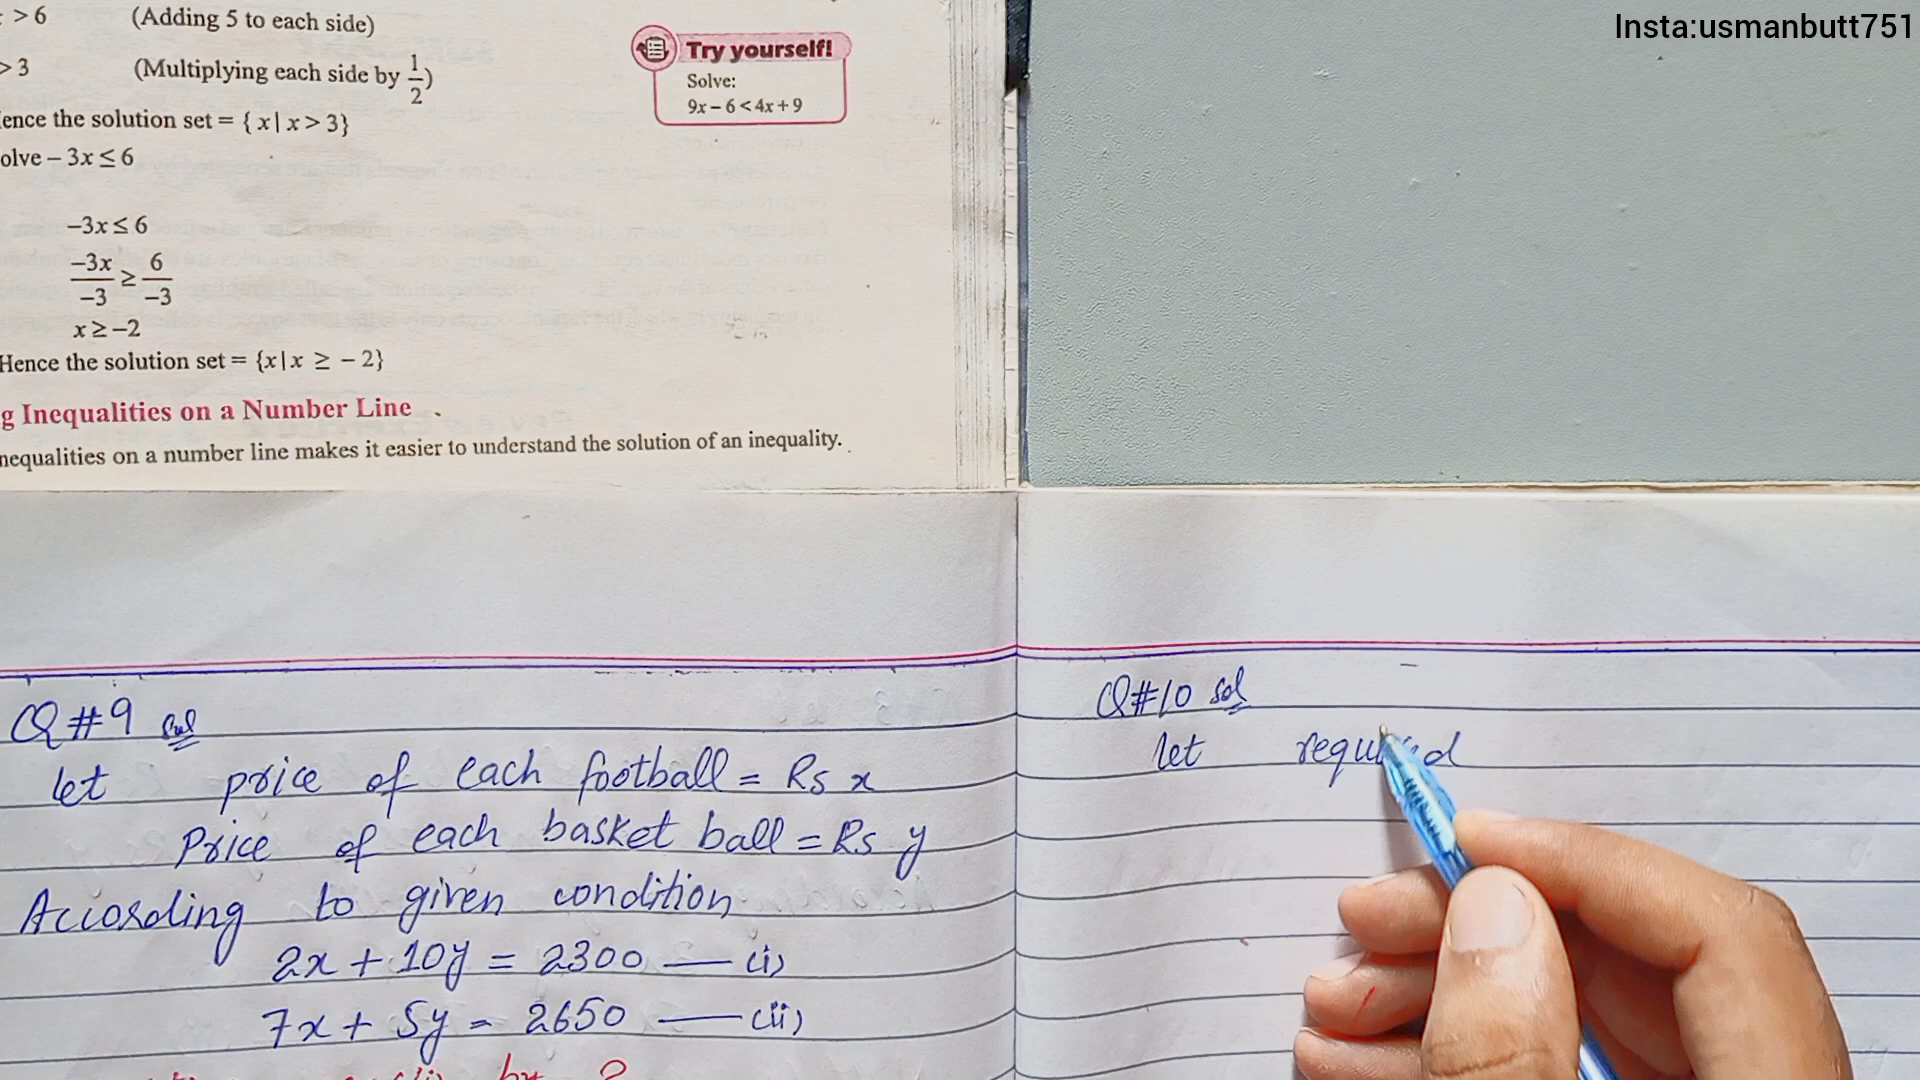 Insta:usmanbutt751
> 6 (Adding 5 to each side)
> 3 (Multiplying each side by 1/2)
ence the solution set = { x | x > 3}
olve – 3x ≤ 6
−3x ≤ 6
−3x/−3 ≥ 6/−3
x ≥ −2
Hence the solution set = {x | x ≥ − 2}
g Inequalities on a Number Line
nequalities on a number line makes it easier to understand the solution of an inequality.
Try yourself!
Solve:
9x – 6 < 4x + 9
Q # 9 Sol
let price of each football = Rs x
Price of each basket ball = Rs y
According to given condition
2x + 10y = 2300 — (i)
7x + 5y = 2650 — (ii)
by 2
Q#10 sol
let